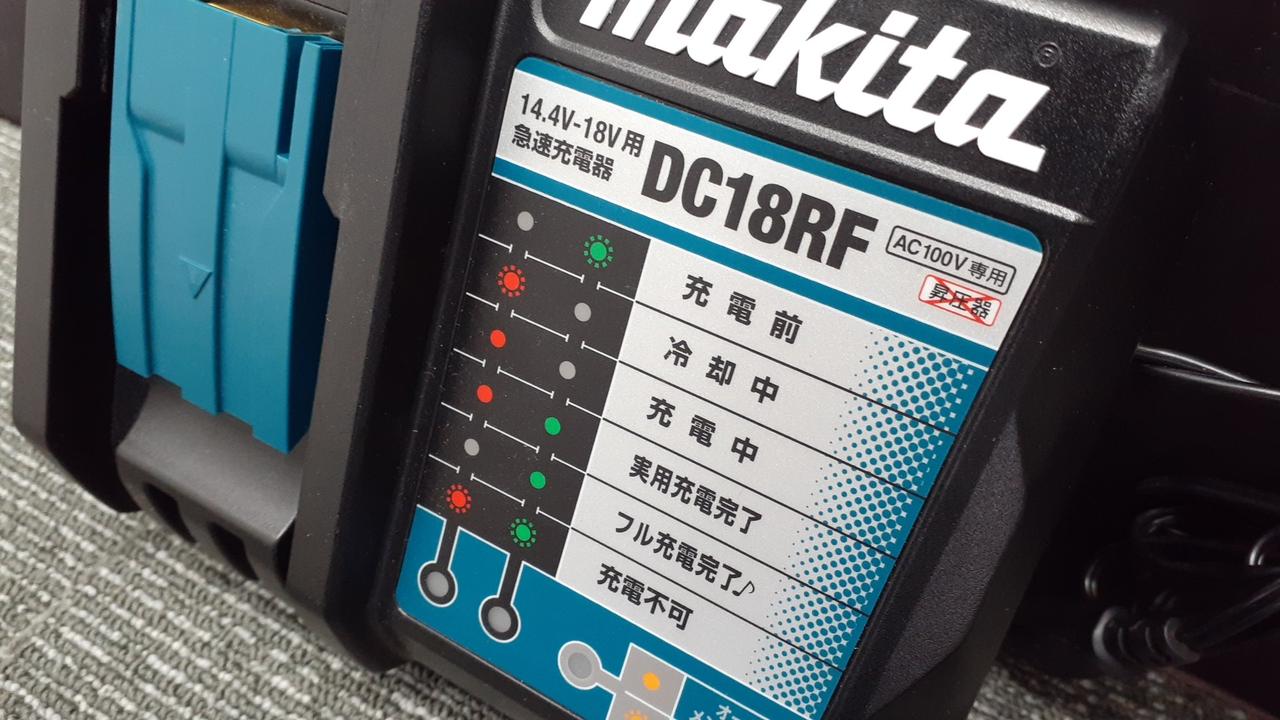 makita
®
14.4V-18V用
急速充電器
DC18RF
AC100V専用
昇圧器
充電前
冷却中
充電中
実用充電完了
フル充電完了♪
充電不可